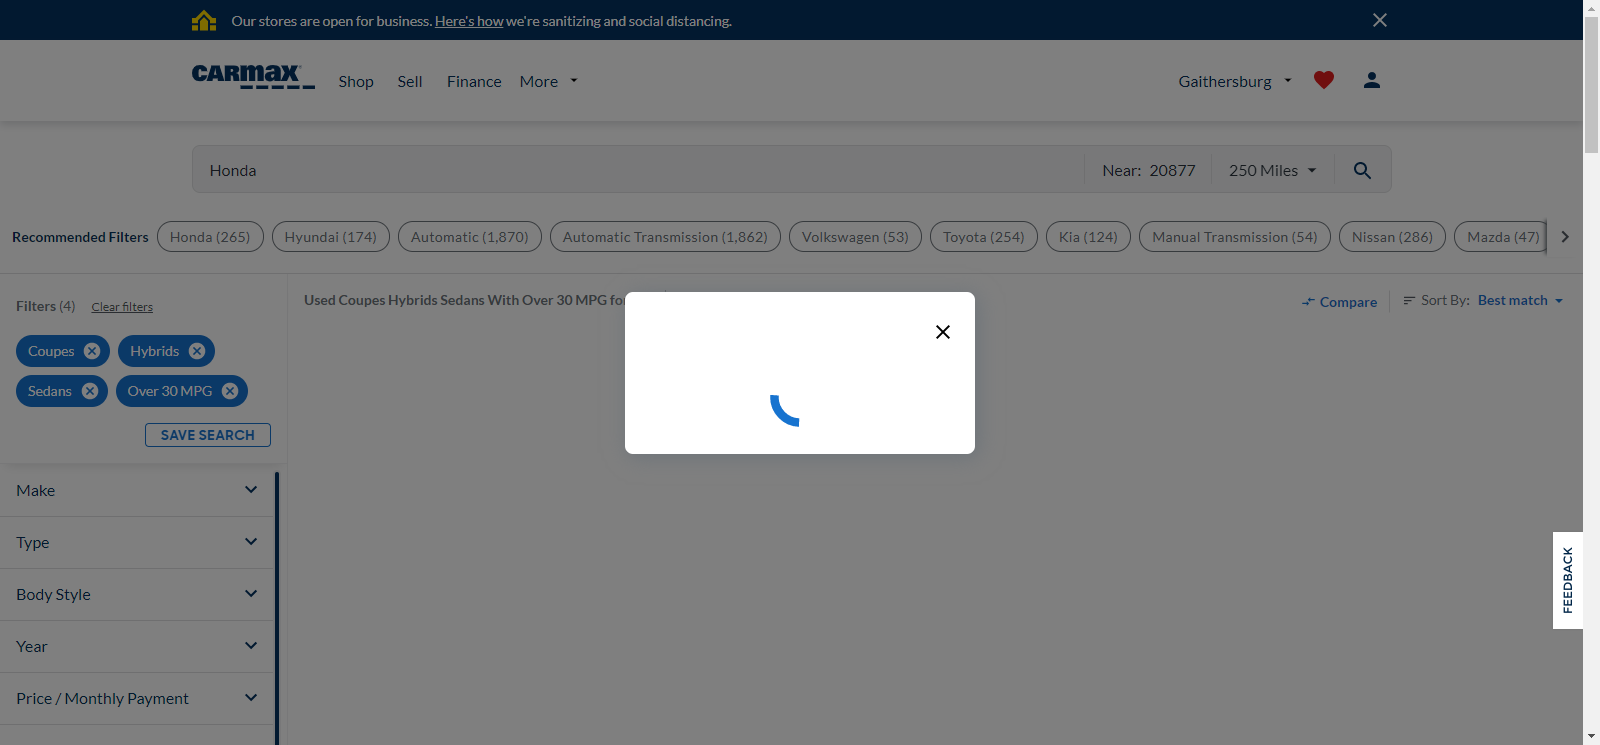 Our stores are open for business. Here's how we're sanitizing and social distancing.
CARMAX
Shop Sell Finance More
Gaithersburg
Honda
Near: 20877
250 Miles
Recommended Filters
Honda (265)
Hyundai (174)
Automatic (1,870)
Automatic Transmission (1,862)
Volkswagen (53)
Toyota (254)
Kia (124)
Manual Transmission (54)
Nissan (286)
Mazda (47)
Filters (4) Clear filters
Used Coupes Hybrids Sedans With Over 30 MPG fo
Compare
Sort By: Best match
Coupes
Hybrids
Sedans
Over 30 MPG
SAVE SEARCH
Make
Type
Body Style
Year
Price / Monthly Payment
FEEDBACK